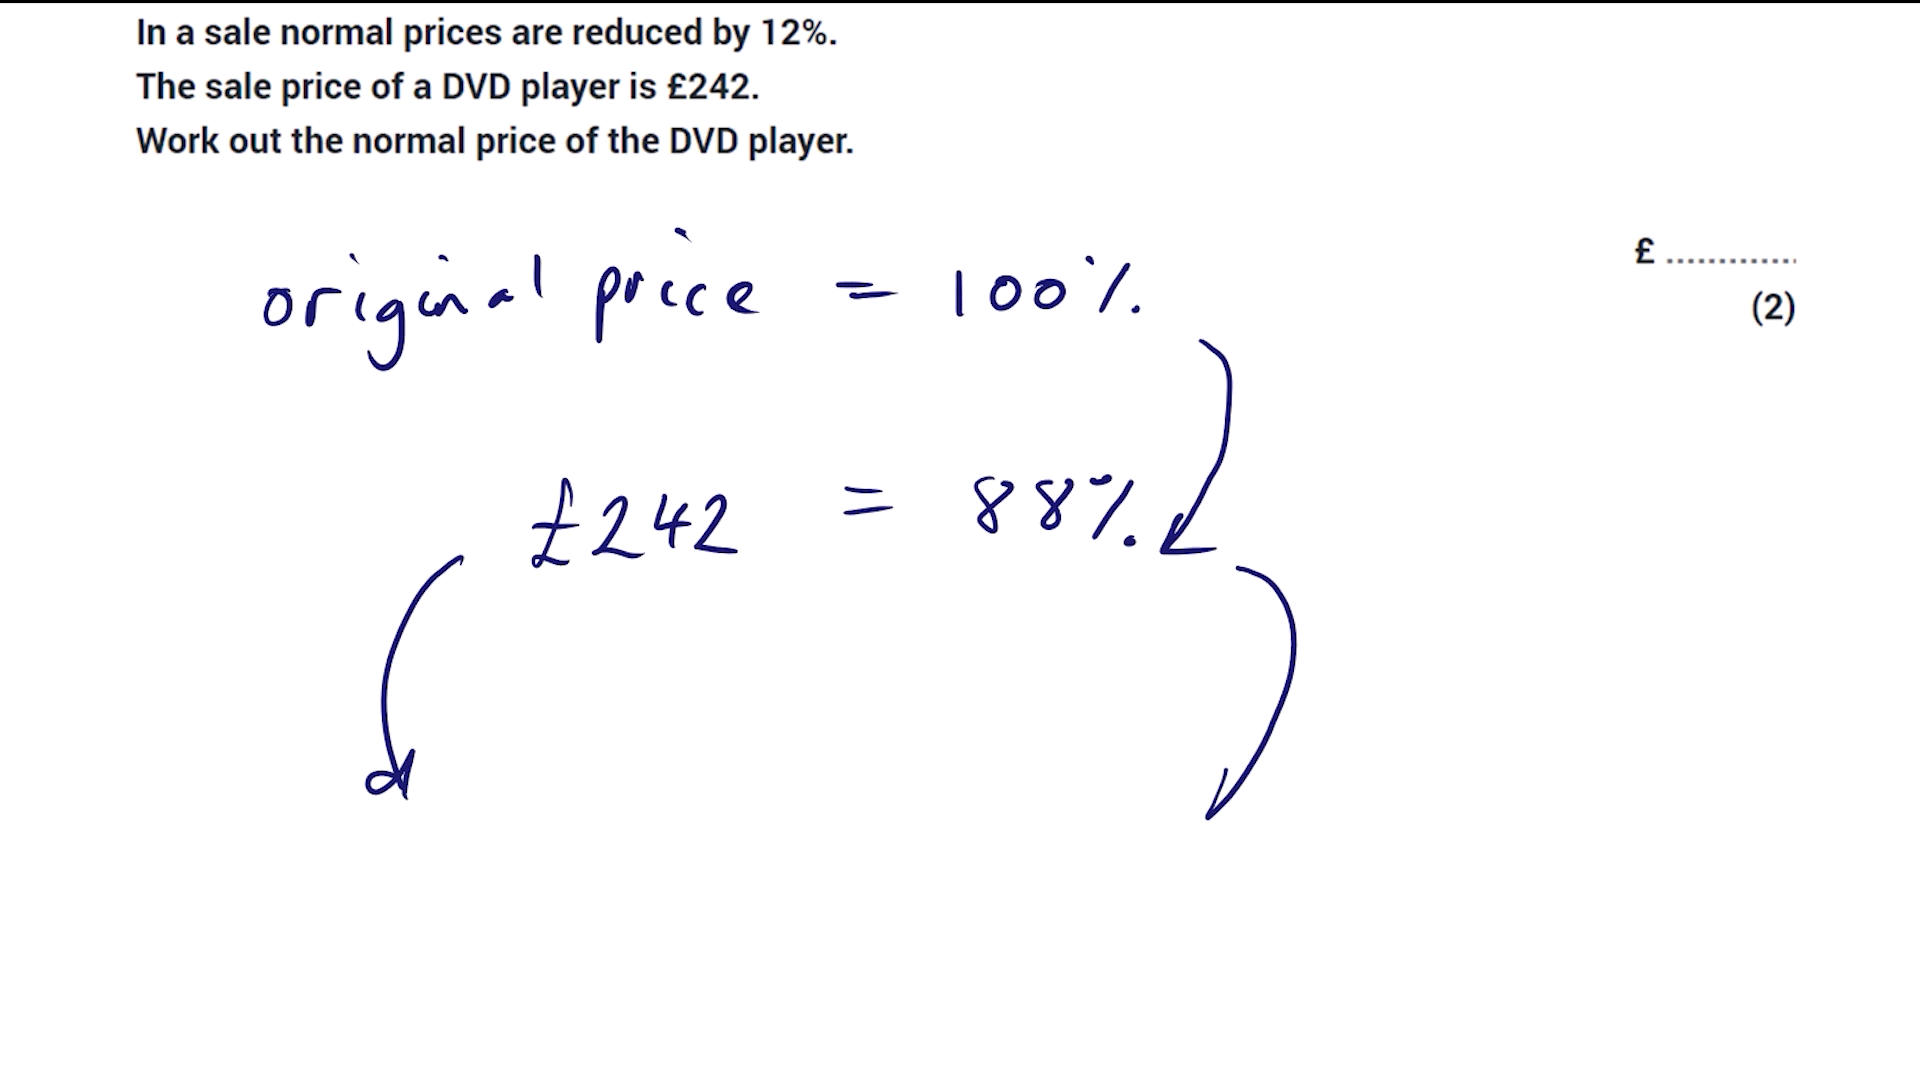 In a sale normal prices are reduced by 12%.
The sale price of a DVD player is £242.
Work out the normal price of the DVD player.
£ .............
(2)
original price = 100%.
£242 = 88%.